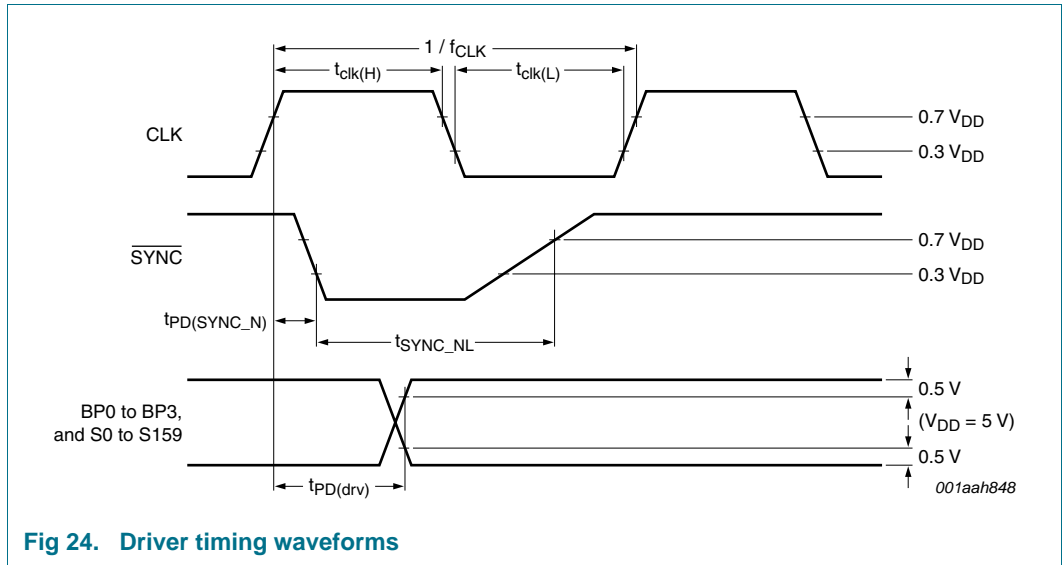 1 / fCLK
tclk(H)
tclk(L)
CLK
0.7 VDD
0.3 VDD
SYNC
0.7 VDD
0.3 VDD
tPD(SYNC_N)
tSYNC_NL
BP0 to BP3,
and S0 to S159
0.5 V
(VDD = 5 V)
0.5 V
tPD(drv)
001aah848
Fig 24. Driver timing waveforms